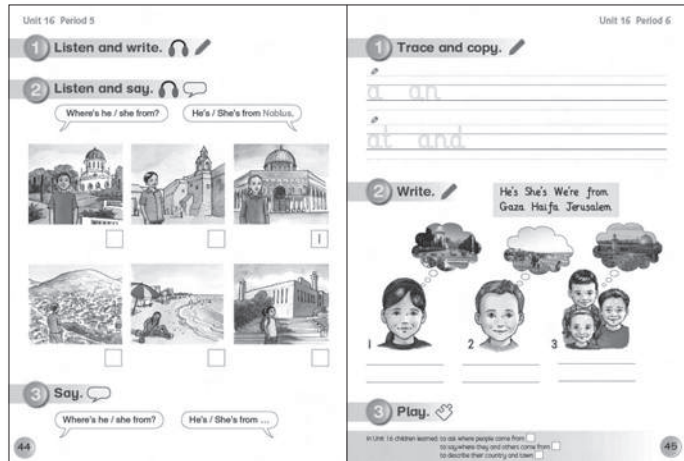 Unit 16 Period 5
1 Listen and write.
2 Listen and say.
Where's he / she from?
He's / She's from Nablus.
1
3 Say.
Where's he / she from?
He's / She's from ...
44
Unit 16 Period 6
1 Trace and copy.
a an
at and
2 Write.
He's She's We're from
Gaza Haifa Jerusalem
1
2
3
3 Play.
In Unit 16 children learned: to ask where people come from
to say where they and others come from
to describe their country and town
45